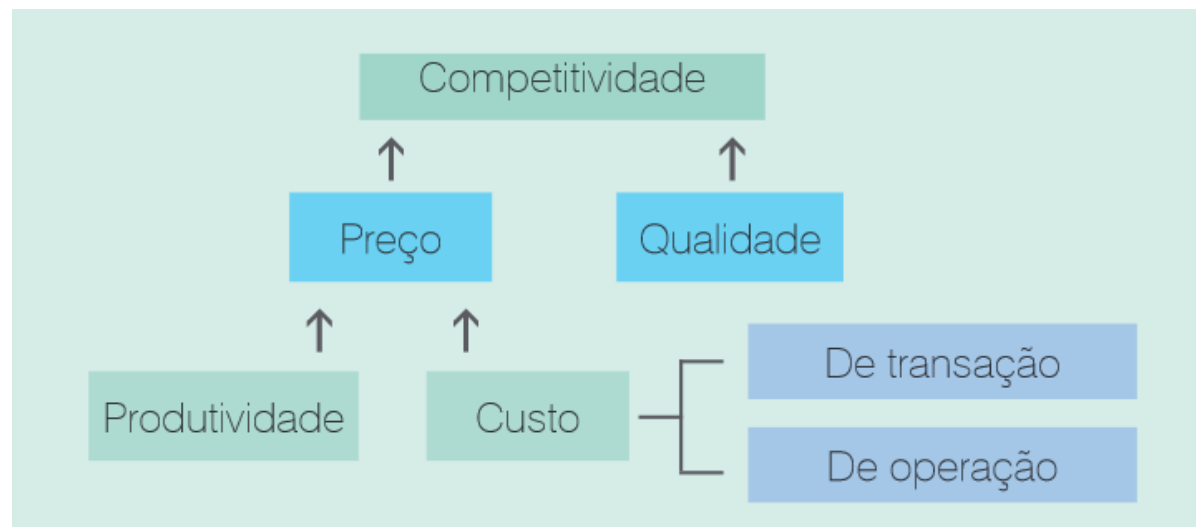 Competitividade
Preço
Qualidade
Produtividade
Custo
De transação
De operação